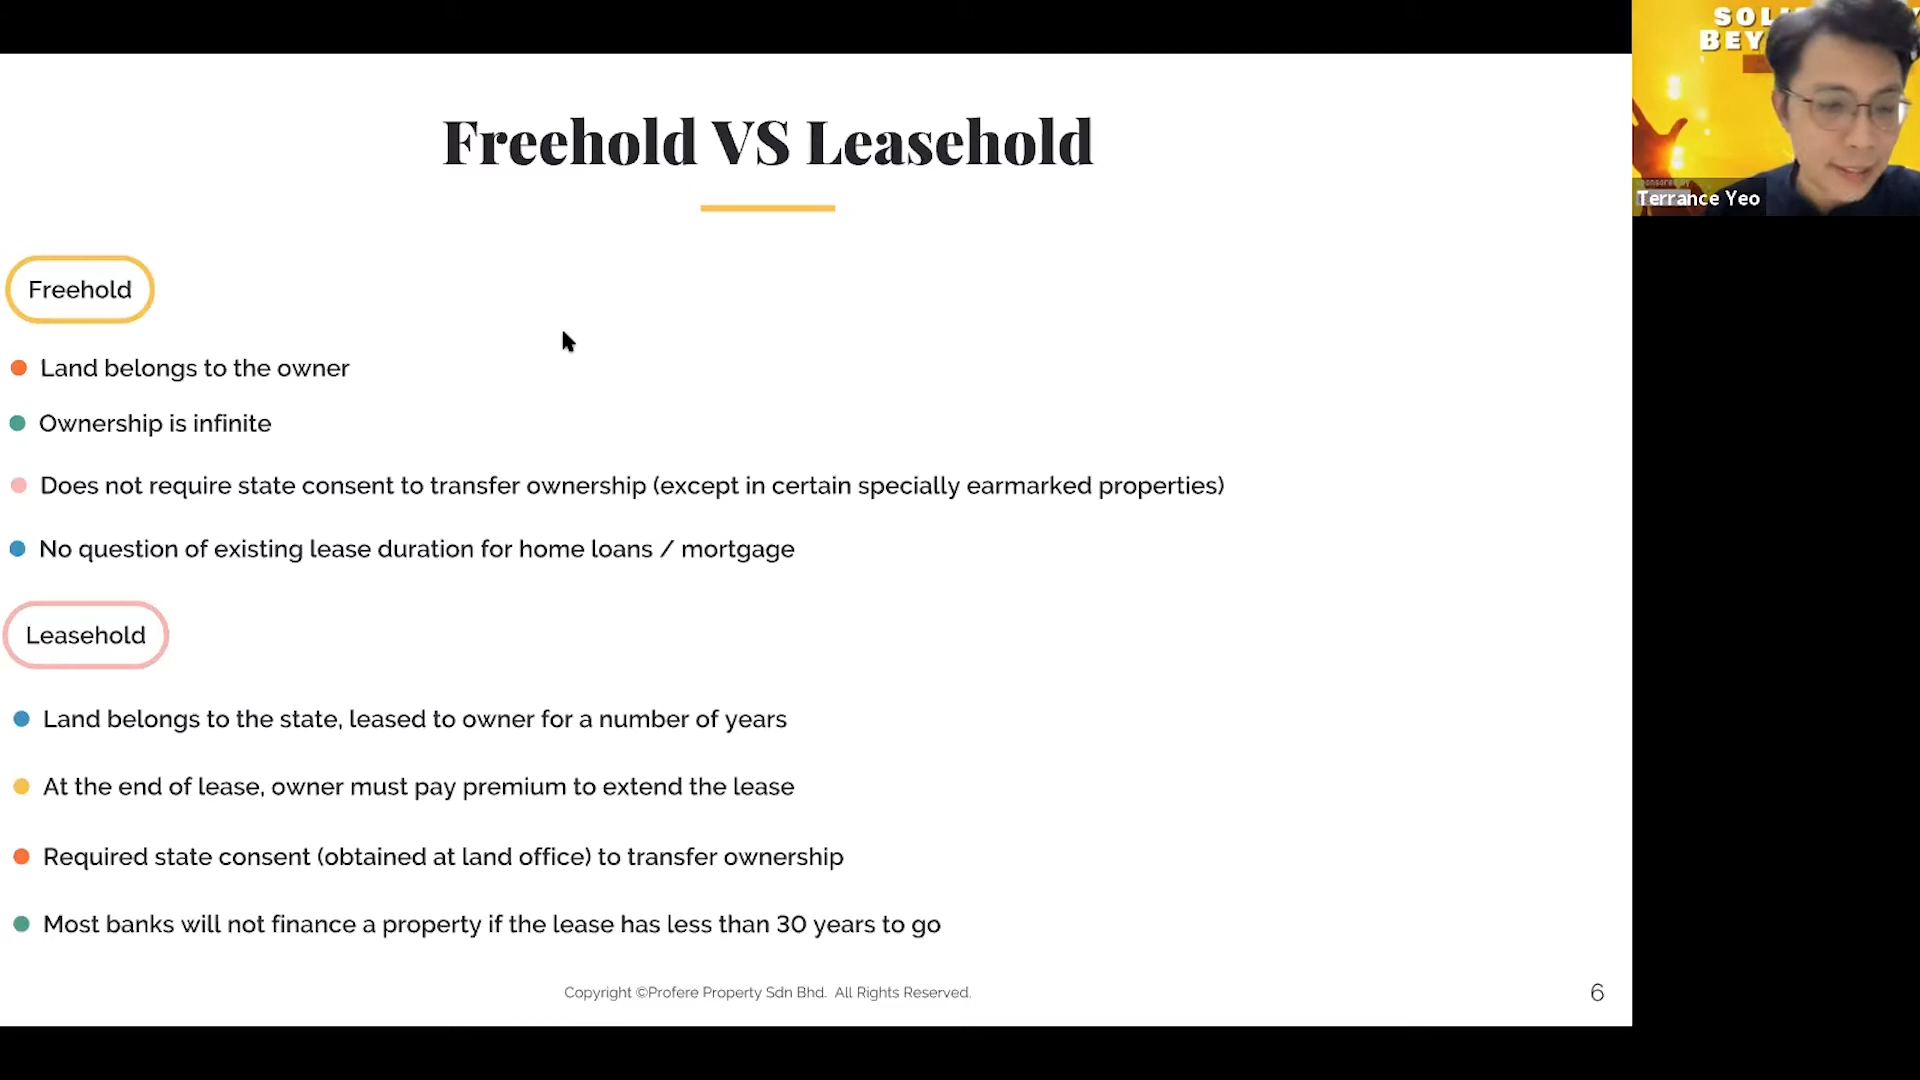 Freehold VS Leasehold
Freehold
Land belongs to the owner
Ownership is infinite
Does not require state consent to transfer ownership (except in certain specially earmarked properties)
No question of existing lease duration for home loans / mortgage
Leasehold
Land belongs to the state, leased to owner for a number of years
At the end of lease, owner must pay premium to extend the lease
Required state consent (obtained at land office) to transfer ownership
Most banks will not finance a property if the lease has less than 30 years to go
Copyright ©Profere Property Sdn Bhd. All Rights Reserved.
6
Terrance Yeo